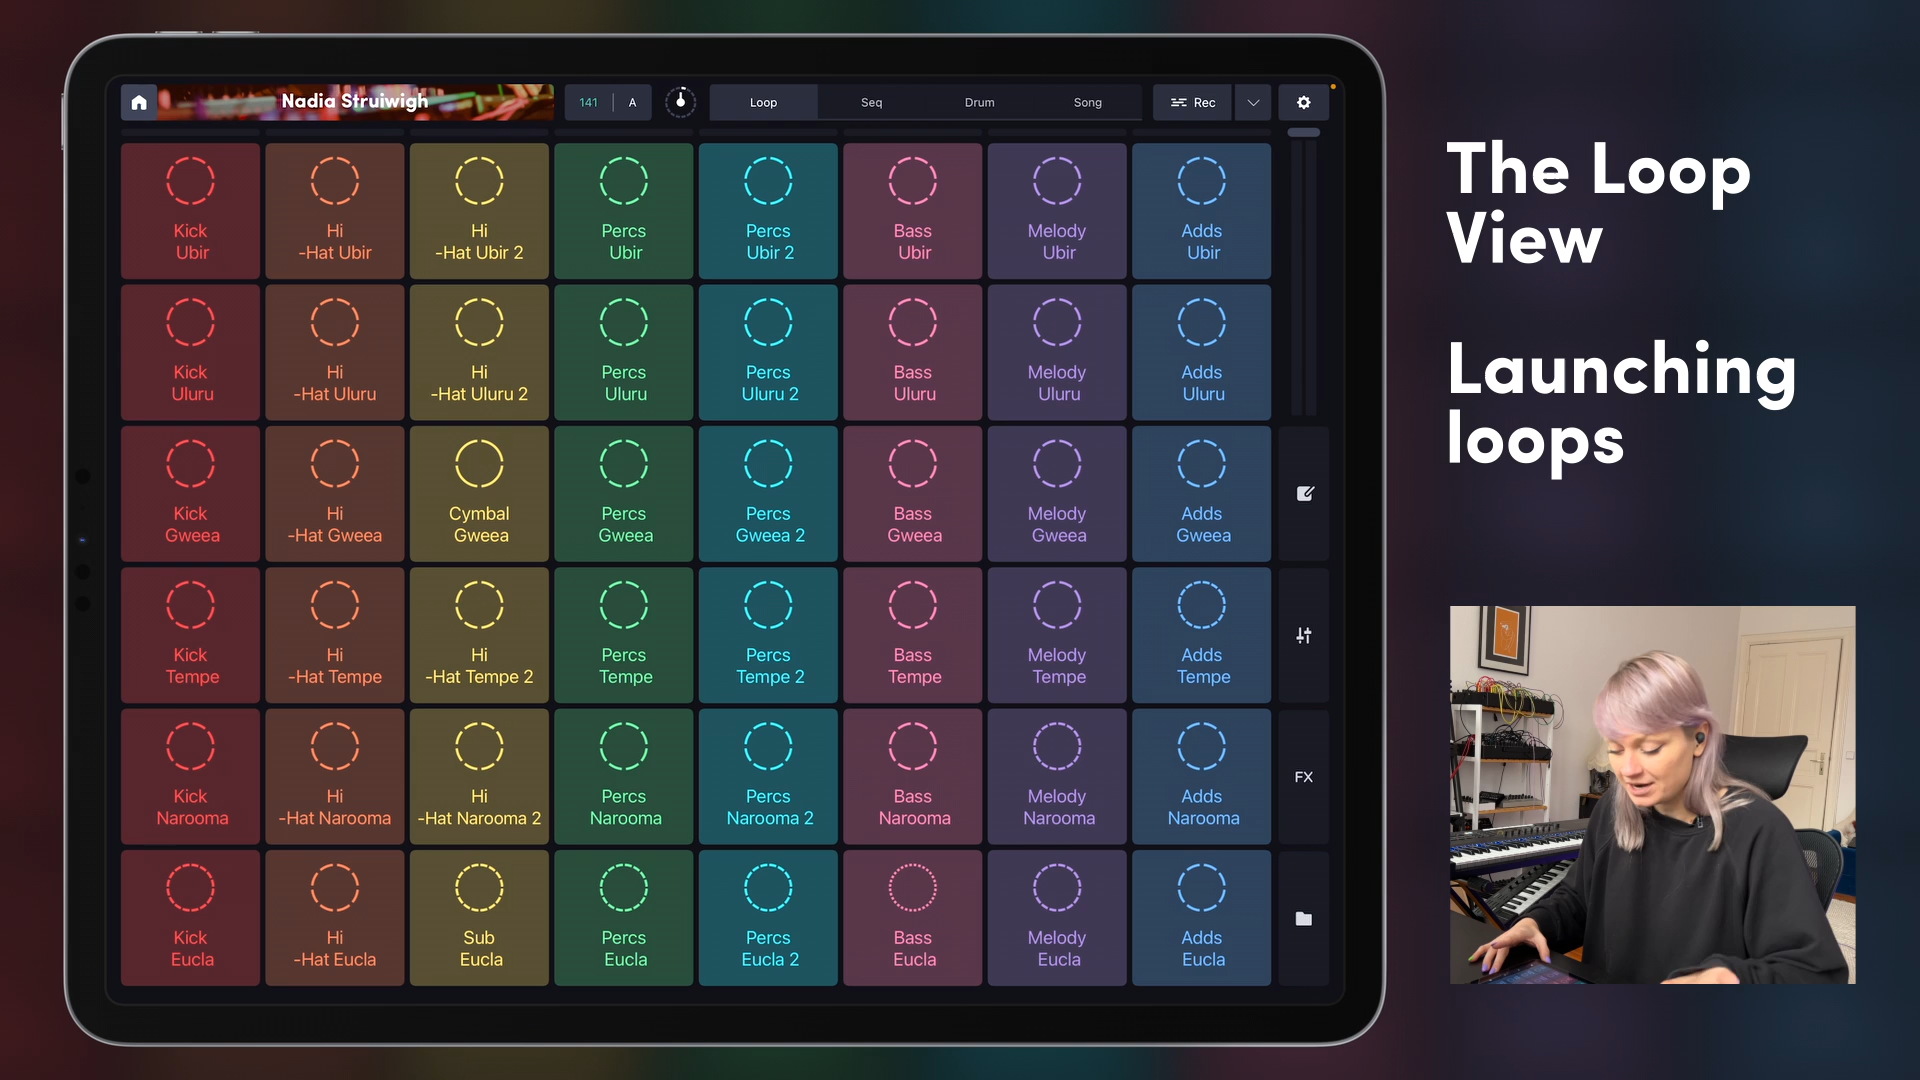 Nadia Struiwigh
141 A
Loop Seq Drum Song
Rec
The Loop
View
Launching
loops
Kick Hi Hi Percs Percs Bass Melody Adds
Ubir -Hat Ubir -Hat Ubir 2 Ubir Ubir 2 Ubir Ubir Ubir
Kick Hi Hi Percs Percs Bass Melody Adds
Uluru -Hat Uluru -Hat Uluru 2 Uluru Uluru 2 Uluru Uluru Uluru
Kick Hi Cymbal Percs Percs Bass Melody Adds
Gweea -Hat Gweea Gweea Gweea Gweea 2 Gweea Gweea Gweea
Kick Hi Hi Percs Percs Bass Melody Adds
Tempe -Hat Tempe -Hat Tempe 2 Tempe Tempe 2 Tempe Tempe Tempe
Kick Hi Hi Percs Percs Bass Melody Adds
Narooma -Hat Narooma -Hat Narooma 2 Narooma Narooma 2 Narooma Narooma Narooma
FX
Kick Hi Sub Percs Percs Bass Melody Adds
Eucla -Hat Eucla Eucla Eucla Eucla 2 Eucla Eucla Eucla